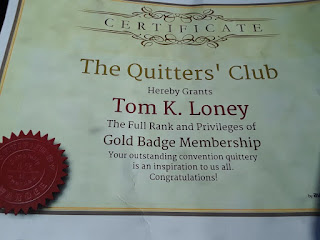 CERTIFICATE
The Quitters' Club
Hereby Grants
Tom K. Loney
The Full Rank and Privileges of
Gold Badge Membership
Your outstanding convention quittery
is an inspiration to us all.
Congratulations!
by